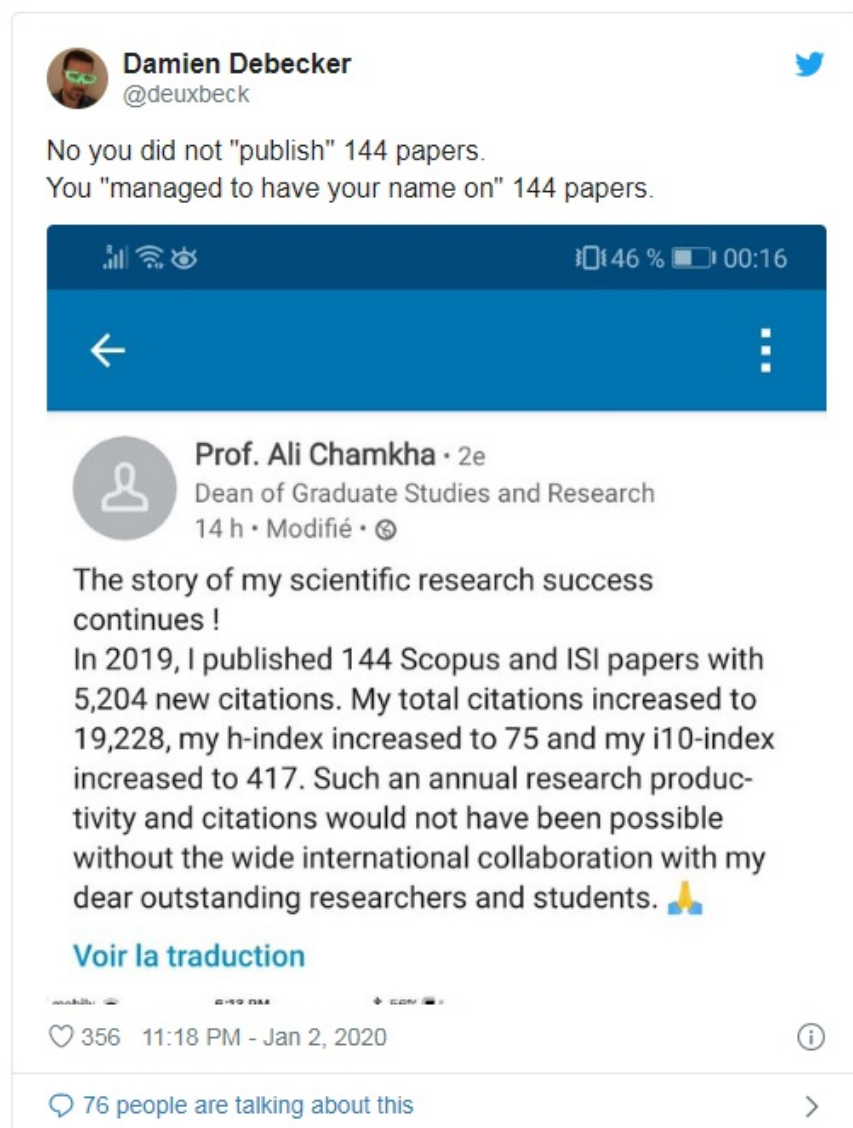 Damien Debecker
@deuxbeck
No you did not "publish" 144 papers.
You "managed to have your name on" 144 papers.
46 % 00:16
Prof. Ali Chamkha • 2e
Dean of Graduate Studies and Research
14 h • Modifié •
The story of my scientific research success
continues !
In 2019, I published 144 Scopus and ISI papers with
5,204 new citations. My total citations increased to
19,228, my h-index increased to 75 and my i10-index
increased to 417. Such an annual research produc-
tivity and citations would not have been possible
without the wide international collaboration with my
dear outstanding researchers and students. 🙏
Voir la traduction
356 11:18 PM - Jan 2, 2020
76 people are talking about this